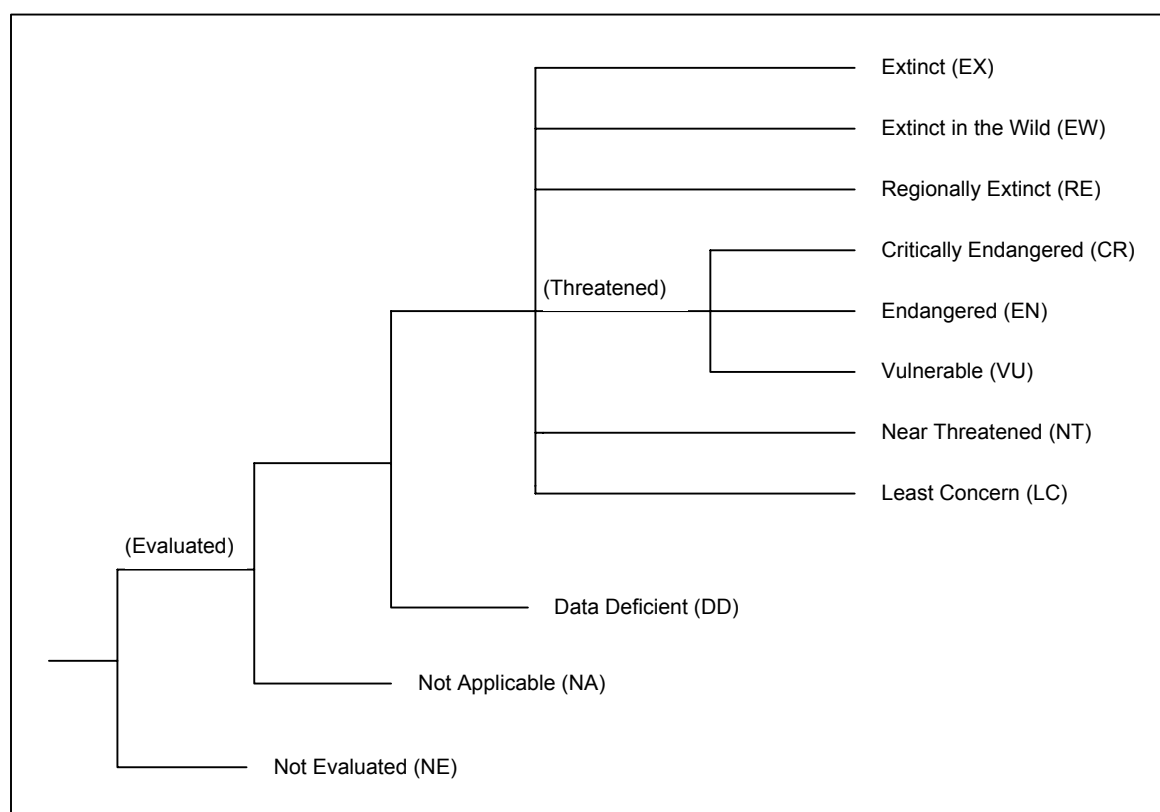 Extinct (EX)
Extinct in the Wild (EW)
Regionally Extinct (RE)
Critically Endangered (CR)
(Threatened)
Endangered (EN)
Vulnerable (VU)
Near Threatened (NT)
Least Concern (LC)
(Evaluated)
Data Deficient (DD)
Not Applicable (NA)
Not Evaluated (NE)